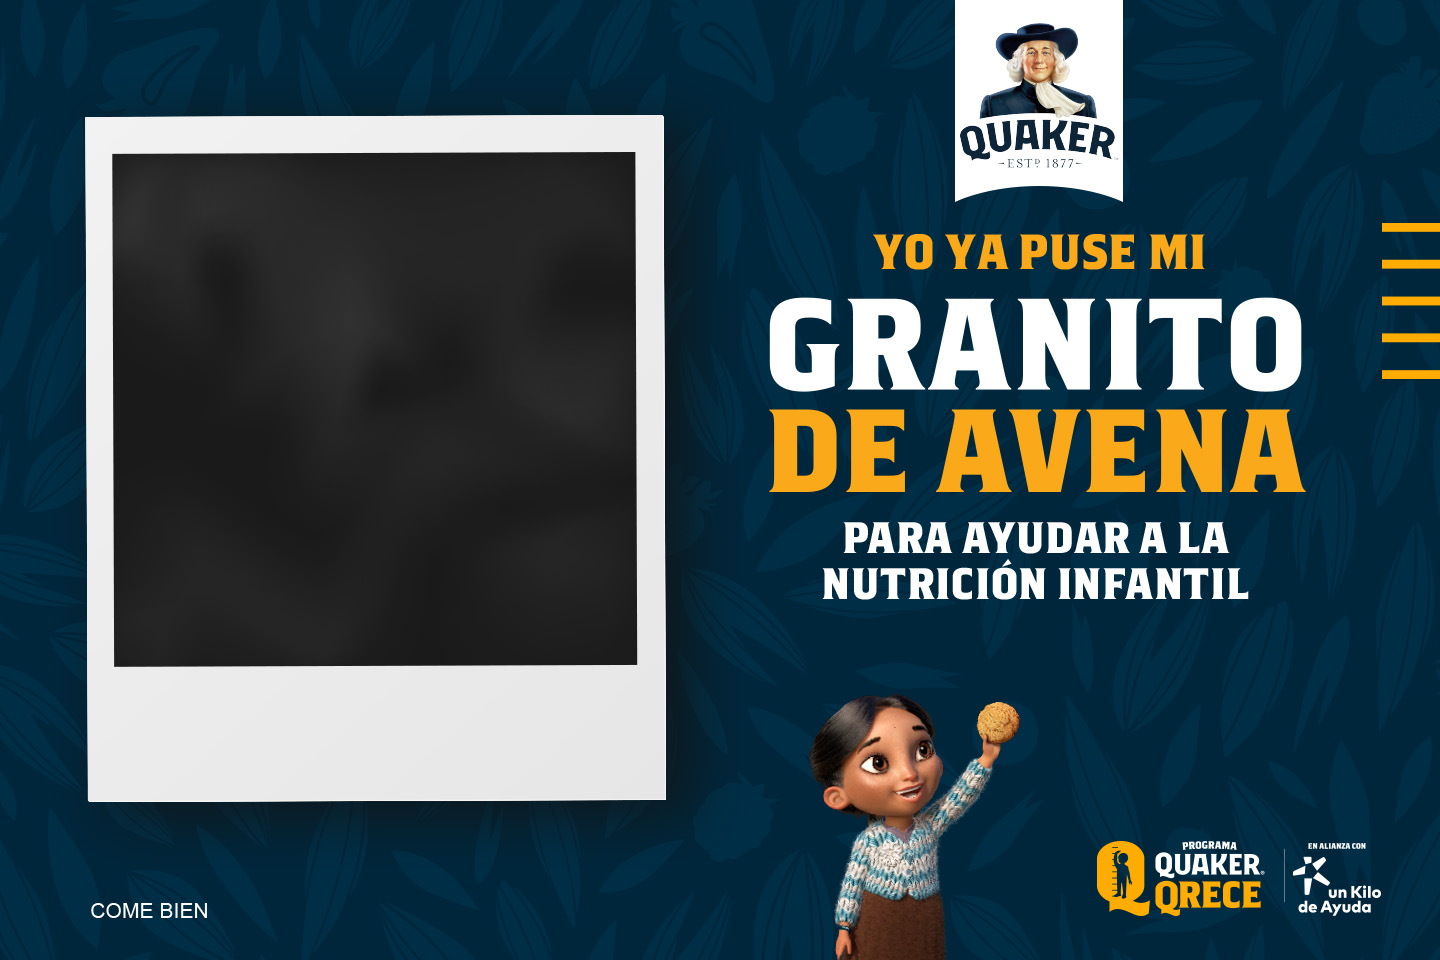 QUAKER
ESTD 1877
YO YA PUSE MI
GRANITO
DE AVENA
PARA AYUDAR A LA
NUTRICIÓN INFANTIL
COME BIEN
PROGRAMA
QUAKER®
QRECE
EN ALIANZA CON
un Kilo
de Ayuda